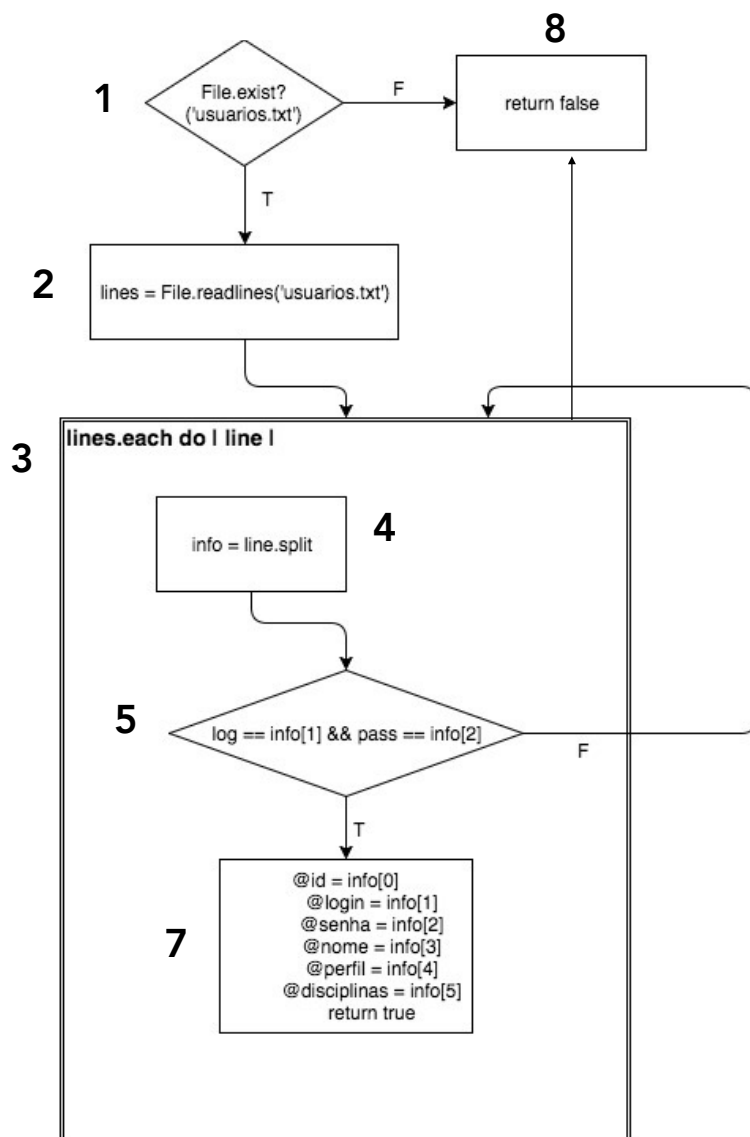 8
1
File.exist?
('usuarios.txt')
F
return false
T
2
lines = File.readlines('usuarios.txt')
lines.each do | line |
3
4
info = line.split
5
log == info[1] && pass == info[2]
F
T
@id = info[0]
@login = info[1]
@senha = info[2]
7
@nome = info[3]
@perfil = info[4]
@disciplinas = info[5]
return true